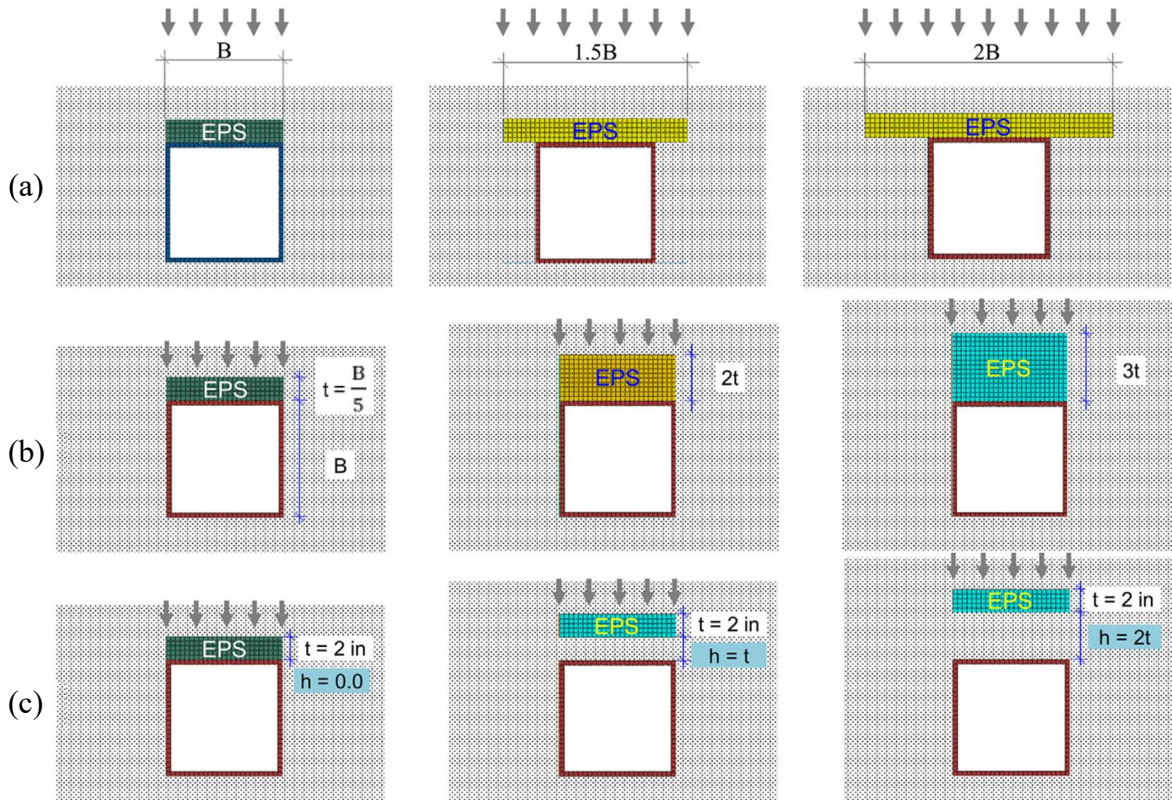 B
1.5B
2B
EPS
EPS
EPS
(a)
t = B/5
EPS
EPS
2t
EPS
3t
B
(b)
EPS
t = 2 in
h = 0.0
EPS
t = 2 in
h = t
EPS
t = 2 in
h = 2t
(c)